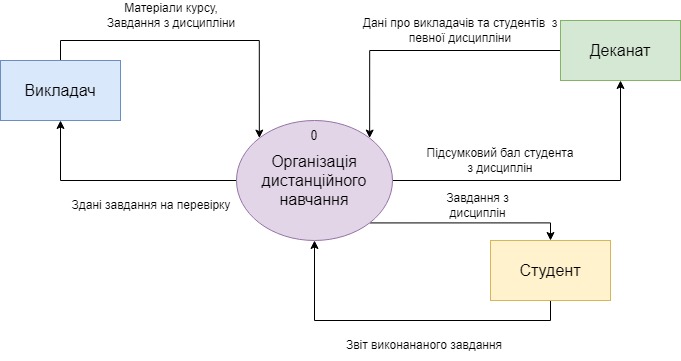 Матеріали курсу,
Завдання з дисципліни
Дані про викладачів та студентів з
певної дисципліни
Викладач
Деканат
0
Організація
дистанційного
навчання
Підсумковий бал студента
з дисциплін
Здані завдання на перевірку
Завдання з
дисциплін
Студент
Звіт виконананого завдання